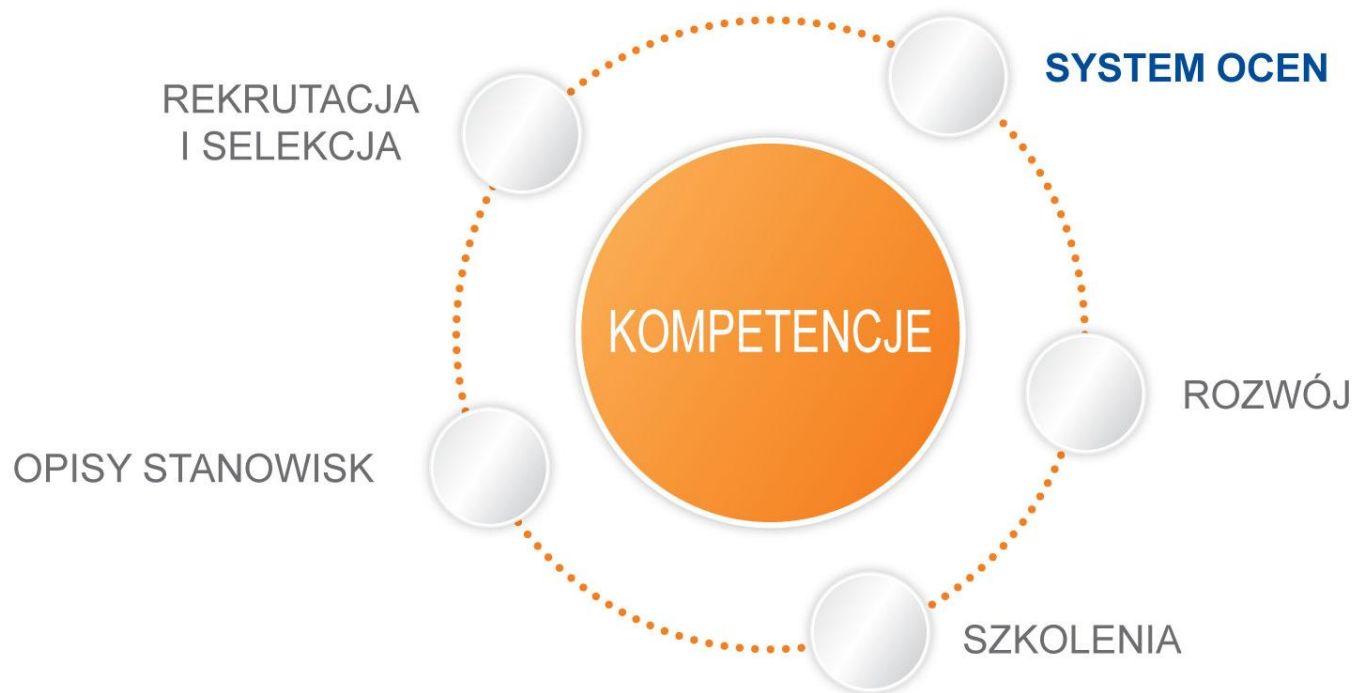 REKRUTACJA
I SELEKCJA
SYSTEM OCEN
KOMPETENCJE
ROZWÓJ
OPISY STANOWISK
SZKOLENIA